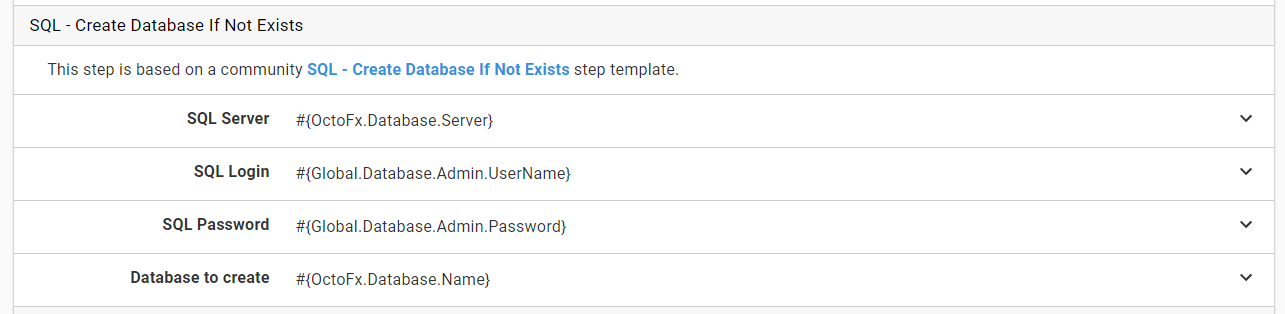 SQL - Create Database If Not Exists
This step is based on a community SQL - Create Database If Not Exists step template.
SQL Server #{OctoFx.Database.Server}
SQL Login #{Global.Database.Admin.UserName}
SQL Password #{Global.Database.Admin.Password}
Database to create #{OctoFx.Database.Name}